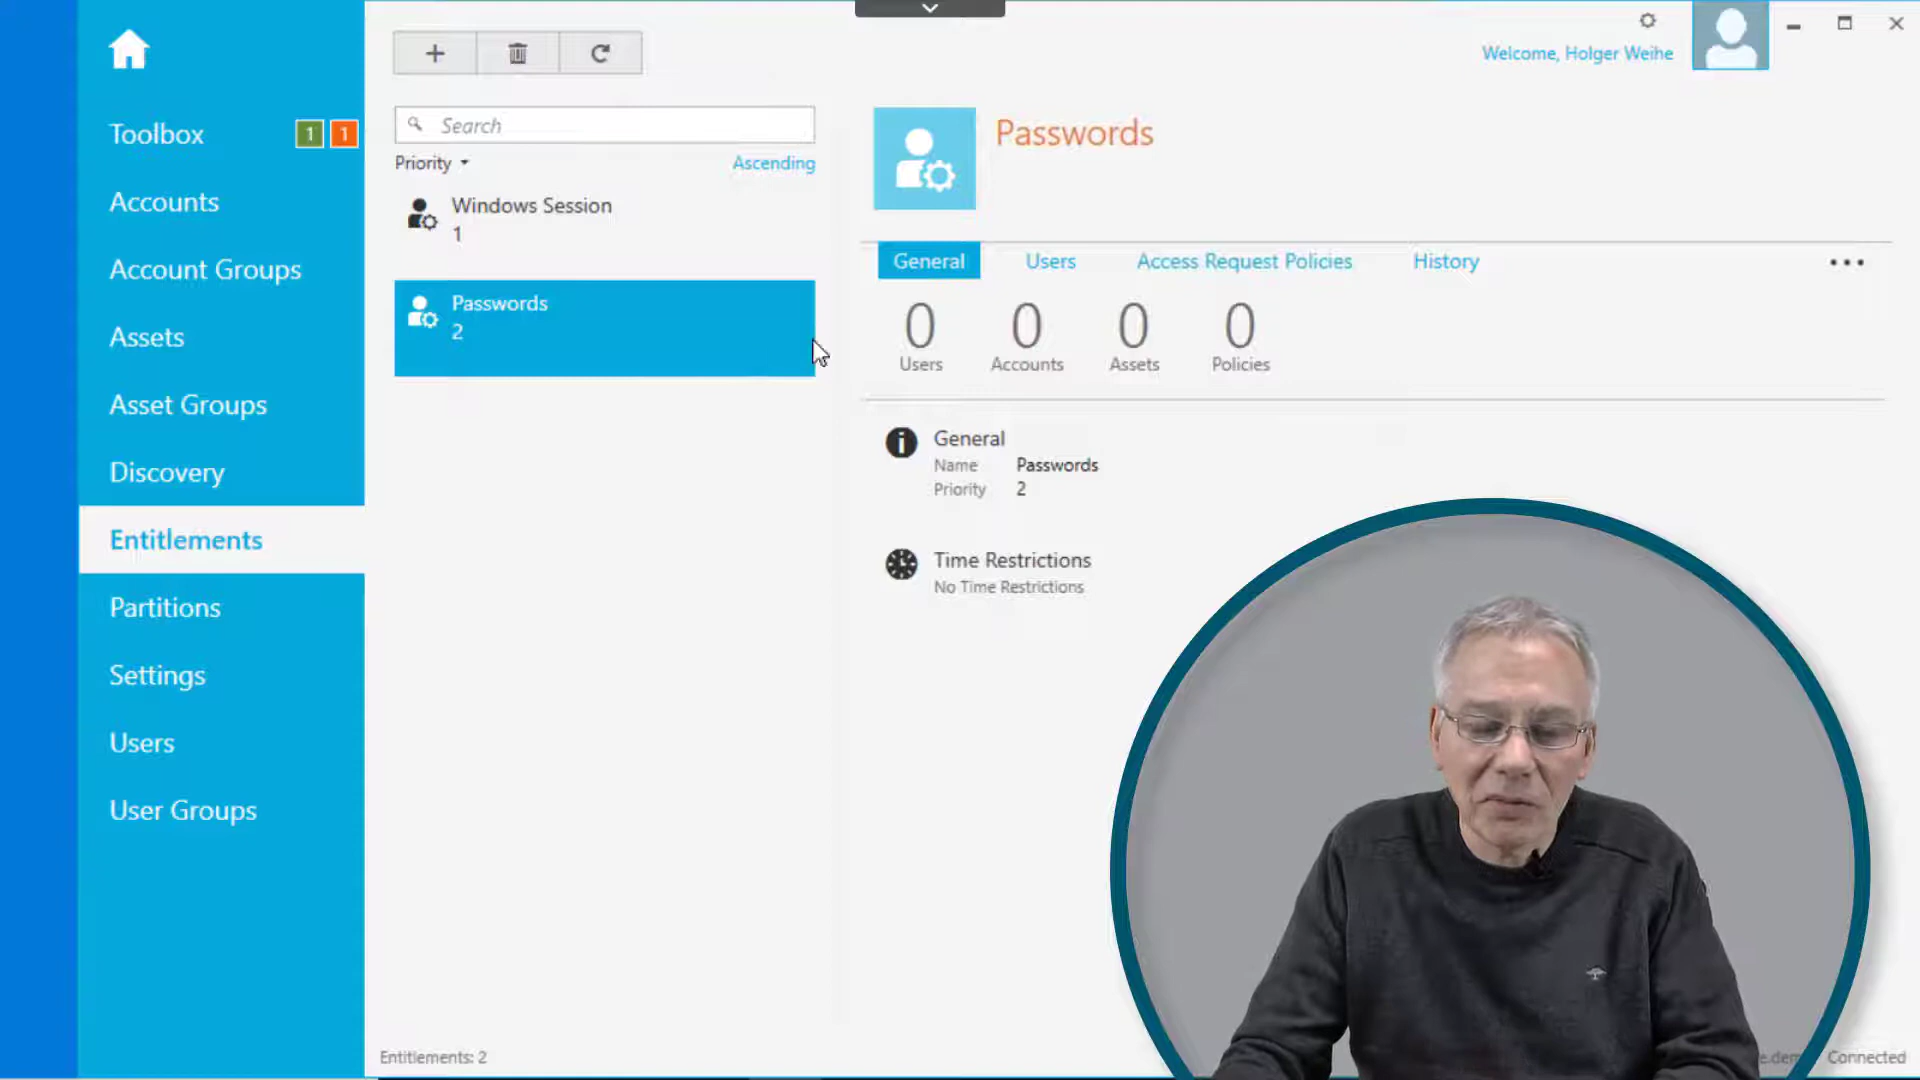 Welcome, Holger Weihe
Toolbox 1 1
Accounts
Account Groups
Assets
Asset Groups
Discovery
Entitlements
Partitions
Settings
Users
User Groups
Search
Priority
Ascending
Windows Session
1
Passwords
2
Passwords
General Users Access Request Policies History
0 0 0 0
Users Accounts Assets Policies
General
Name Passwords
Priority 2
Time Restrictions
No Time Restrictions
Entitlements: 2
Connected